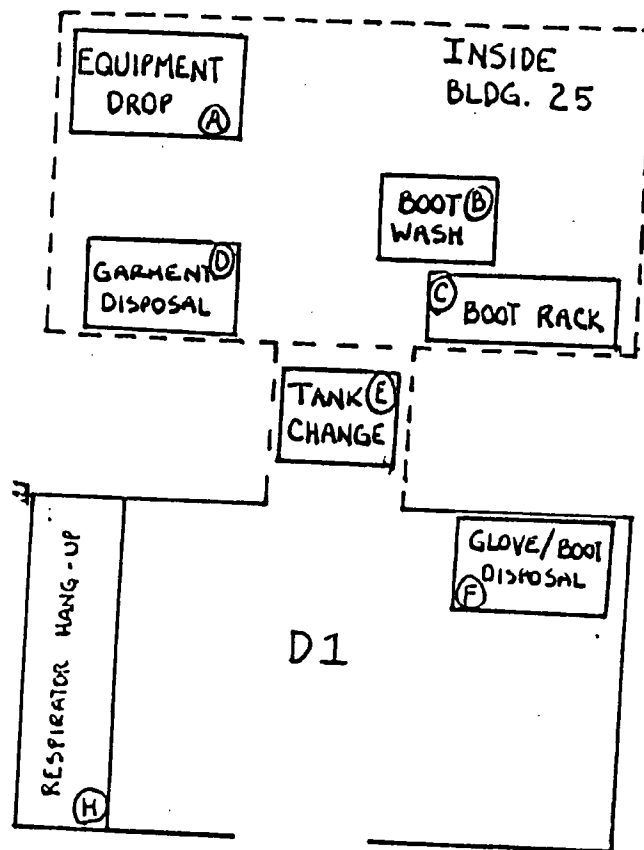 EQUIPMENT
DROP
A
INSIDE
BLDG. 25
BOOT B
WASH
GARMENT D
DISPOSAL
C
BOOT RACK
TANK E
CHANGE
GLOVE/BOOT
DISPOSAL
F
D1
RESPIRATOR HANG-UP
H